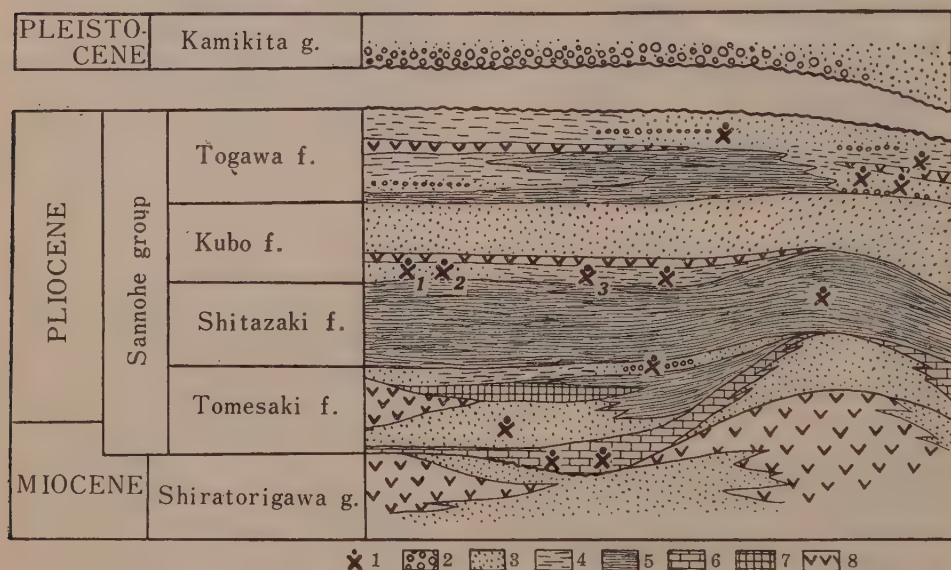 PLEISTO-
CENE
Kamikita g.
PLIOCENE
Sannohe group
Togawa f.
Kubo f.
1 2 3
Shitazaki f.
Tomesaki f.
MIOCENE
Shiratorigawa g.
1 2 3 4 5 6 7 8